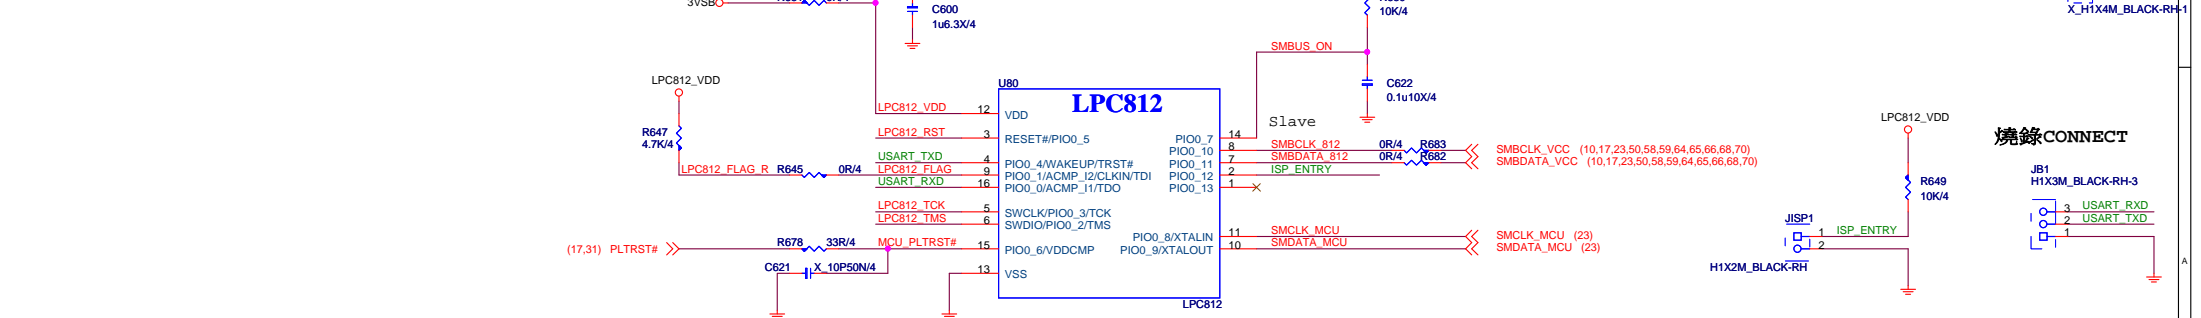 3VSB
C600
1u6.3X/4
10K/4
X_H1X4M_BLACK-RH-1
SMBUS_ON
C622
0.1u10X/4
LPC812_VDD
R647
4.7K/4
LPC812_FLAG_R
R645
0R/4
U80
LPC812
LPC812_VDD 12 VDD
LPC812_RST 3 RESET#/PIO0_5
USART_TXD 4 PIO0_4/WAKEUP/TRST#
LPC812_FLAG 9 PIO0_1/ACMP_I2/CLKIN/TDI
USART_RXD 16 PIO0_0/ACMP_I1/TDO
LPC812_TCK 5 SWCLK/PIO0_3/TCK
LPC812_TMS 6 SWDIO/PIO0_2/TMS
(17,31) PLTRST# R678 33R/4 MCU_PLTRST# 15 PIO0_6/VDDCMP
C621 X_10P50N/4
13 VSS
Slave
PIO0_7 14
PIO0_10 8 SMBCLK_812 0R/4 R683 SMBCLK_VCC (10,17,23,50,58,59,64,65,66,68,70)
PIO0_11 7 SMBDATA_812 0R/4 R682 SMBDATA_VCC (10,17,23,50,58,59,64,65,66,68,70)
PIO0_12 2 ISP_ENTRY
PIO0_13 1
PIO0_8/XTALIN 11 SMCLK_MCU SMCLK_MCU (23)
PIO0_9/XTALOUT 10 SMDATA_MCU SMDATA_MCU (23)
LPC812
LPC812_VDD
R649
10K/4
JISP1
1 ISP_ENTRY
2
H1X2M_BLACK-RH
燒錄CONNECT
JB1
H1X3M_BLACK-RH-3
3 USART_RXD
2 USART_TXD
1
A